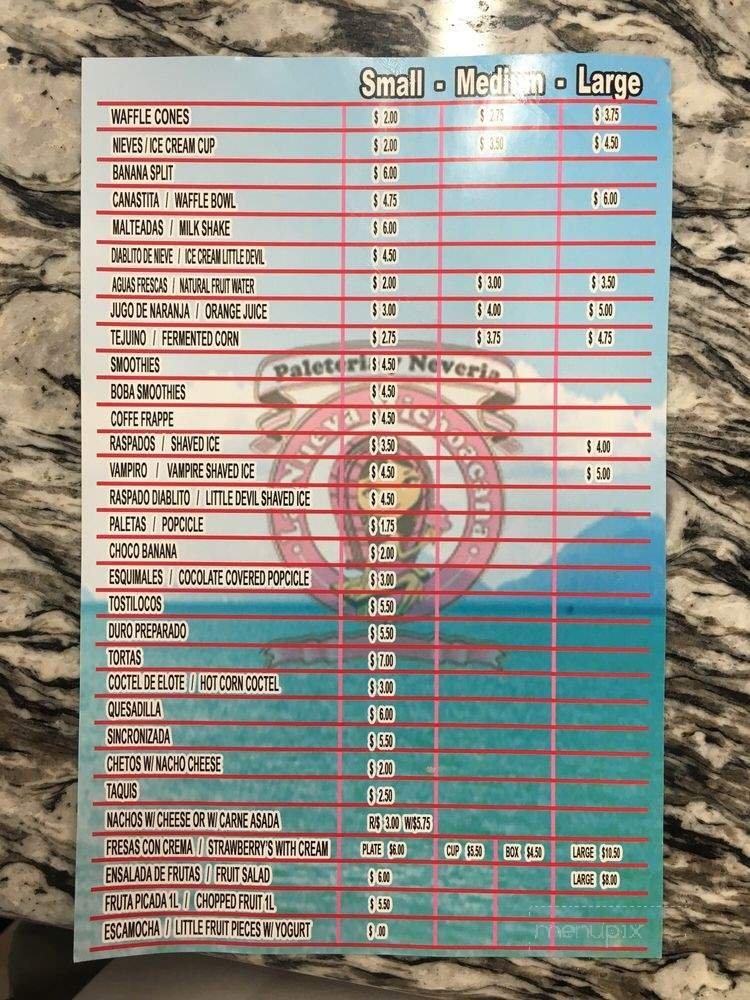 Small - Medium - Large
WAFFLE CONES $ 2.00 $ 2.75 $ 3.75
NIEVES / ICE CREAM CUP $ 2.00 $ 3.50 $ 4.50
BANANA SPLIT $ 6.00
CANASTITA / WAFFLE BOWL $ 4.75 $ 6.00
MALTEADAS / MILK SHAKE $ 6.00
DIABLITO DE NIEVE / ICE CREAM LITTLE DEVIL $ 4.50
AGUAS FRESCAS / NATURAL FRUIT WATER $ 2.00 $ 3.00 $ 3.50
JUGO DE NARANJA / ORANGE JUICE $ 3.00 $ 4.00 $ 5.00
TEJUINO / FERMENTED CORN $ 2.75 $ 3.75 $ 4.75
SMOOTHIES $ 4.50
Paleteria y Neveria
BOBA SMOOTHIES $ 4.50
COFFE FRAPPE $ 4.50
RASPADOS / SHAVED ICE $ 3.50 $ 4.00
VAMPIRO / VAMPIRE SHAVED ICE $ 4.50 $ 5.00
RASPADO DIABLITO / LITTLE DEVIL SHAVED ICE $ 4.50
PALETAS / POPCICLE $ 1.75
CHOCO BANANA $ 2.00
ESQUIMALES / COCOLATE COVERED POPCICLE $ 3.00
TOSTILOCOS $ 5.50
DURO PREPARADO $ 5.50
TORTAS $ 7.00
COCTEL DE ELOTE / HOT CORN COCTEL $ 3.00
QUESADILLA $ 6.00
SINCRONIZADA $ 5.50
CHETOS W/ NACHO CHEESE $ 2.00
TAQUIS $ 2.50
NACHOS W/ CHEESE OR W/ CARNE ASADA R/$ 3.00 W/$5.75
FRESAS CON CREMA / STRAWBERRY'S WITH CREAM PLATE $6.00 CUP $5.50 BOX $4.50 LARGE $10.50
ENSALADA DE FRUTAS / FRUIT SALAD $ 6.00 LARGE $8.00
FRUTA PICADA 1L / CHOPPED FRUIT 1L $ 5.50
ESCAMOCHA / LITTLE FRUIT PIECES W/ YOGURT $ .00
menupix